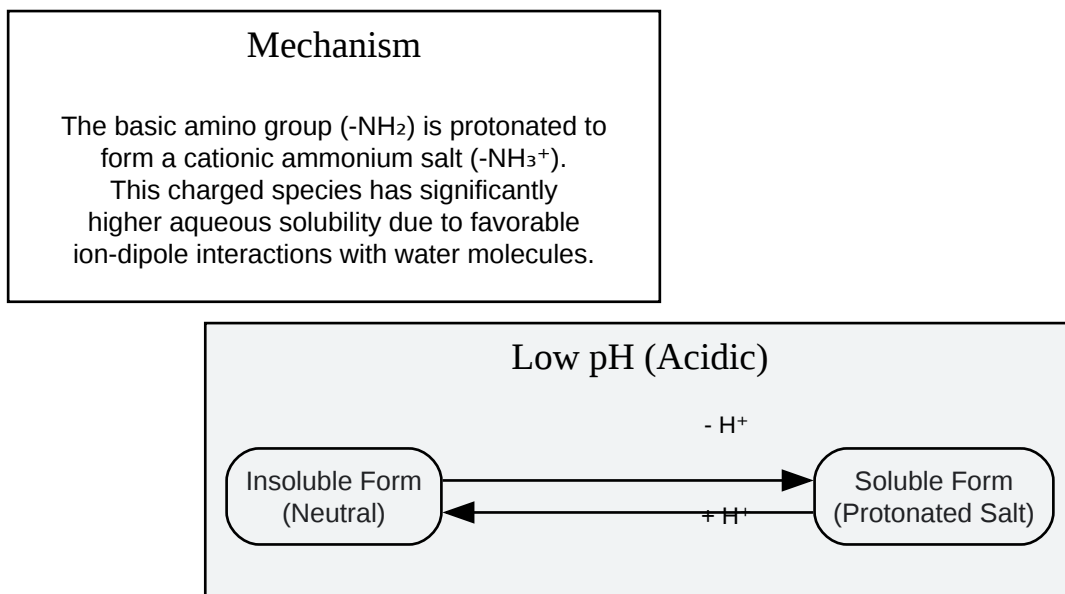 Mechanism
The basic amino group (-NH₂) is protonated to
form a cationic ammonium salt (-NH₃⁺).
This charged species has significantly
higher aqueous solubility due to favorable
ion-dipole interactions with water molecules.
Low pH (Acidic)
- H⁺
Insoluble Form
(Neutral)
Soluble Form
(Protonated Salt)
+ H⁺